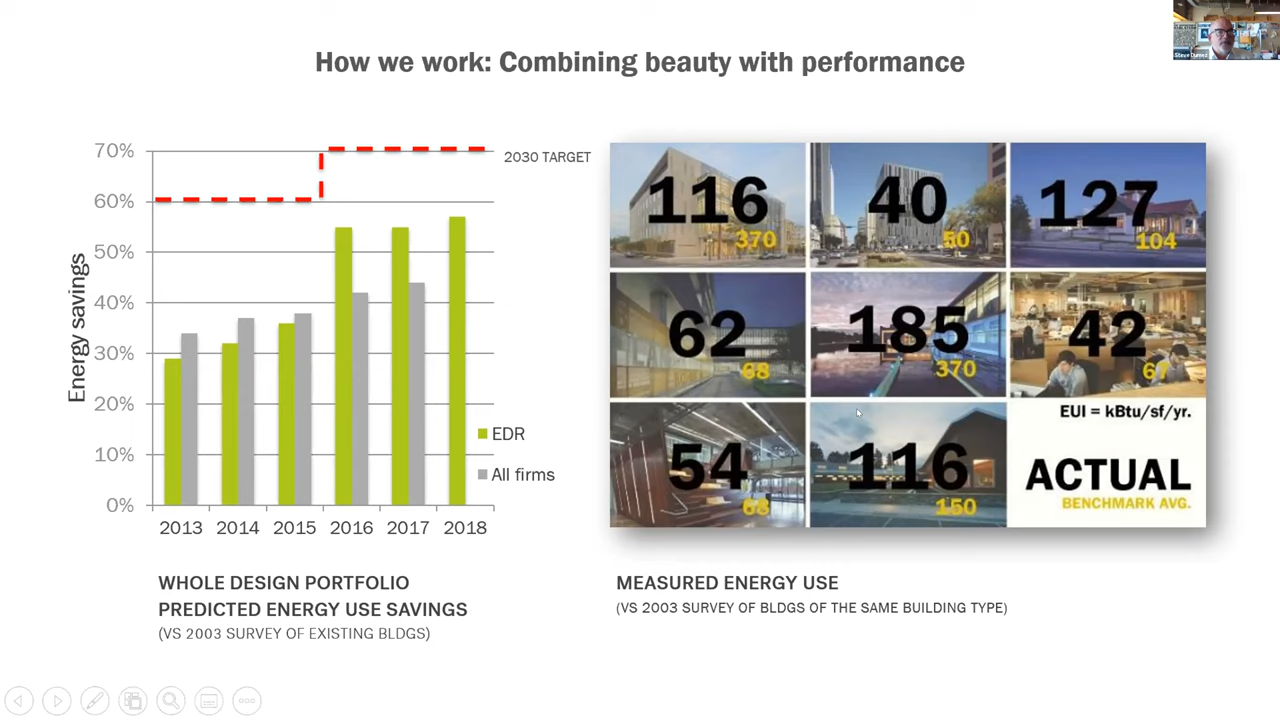 How we work: Combining beauty with performance
70%
60%
50%
40%
30%
20%
10%
0%
Energy savings
2030 TARGET
EDR
All firms
2013 2014 2015 2016 2017 2018
WHOLE DESIGN PORTFOLIO
PREDICTED ENERGY USE SAVINGS
(VS 2003 SURVEY OF EXISTING BLDGS)
116
370
40
50
127
104
62
68
185
370
42
67
54
68
116
150
EUI = kBtu/sf/yr.
ACTUAL
BENCHMARK AVG.
MEASURED ENERGY USE
(VS 2003 SURVEY OF BLDGS OF THE SAME BUILDING TYPE)